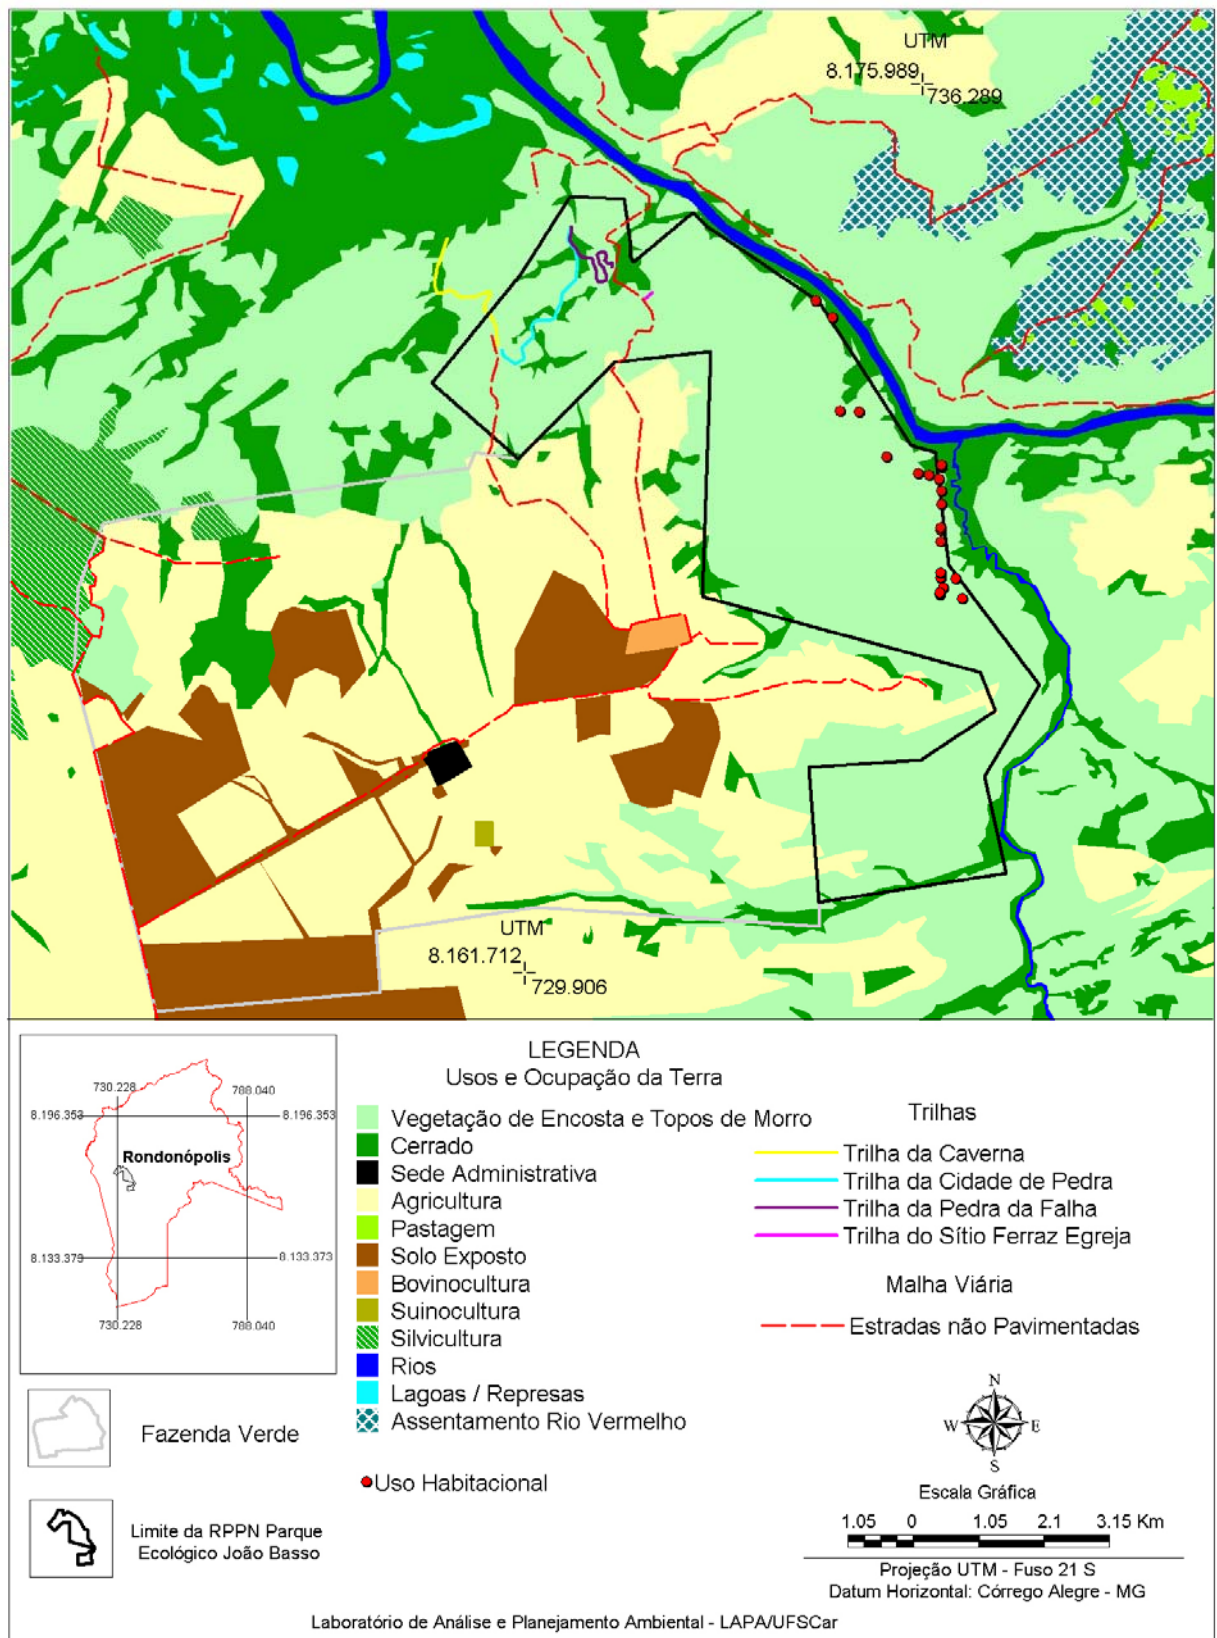 UTM
8.175.989
736.289
UTM
8.161.712
729.906
730.228
788.040
8.196.353
8.196.353
Rondonópolis
8.133.373
8.133.373
730.228
788.040
Fazenda Verde
Limite da RPPN Parque
Ecológico João Basso
LEGENDA
Usos e Ocupação da Terra
Vegetação de Encosta e Topos de Morro
Cerrado
Sede Administrativa
Agricultura
Pastagem
Solo Exposto
Bovinocultura
Suinocultura
Silvicultura
Rios
Lagoas / Represas
Assentamento Rio Vermelho
Uso Habitacional
Trilhas
Trilha da Caverna
Trilha da Cidade de Pedra
Trilha da Pedra da Falha
Trilha do Sítio Ferraz Egreja
Malha Viária
Estradas não Pavimentadas
N
W E
S
Escala Gráfica
1.05 0 1.05 2.1 3.15 Km
Projeção UTM - Fuso 21 S
Datum Horizontal: Córrego Alegre - MG
Laboratório de Análise e Planejamento Ambiental - LAPA/UFSCar